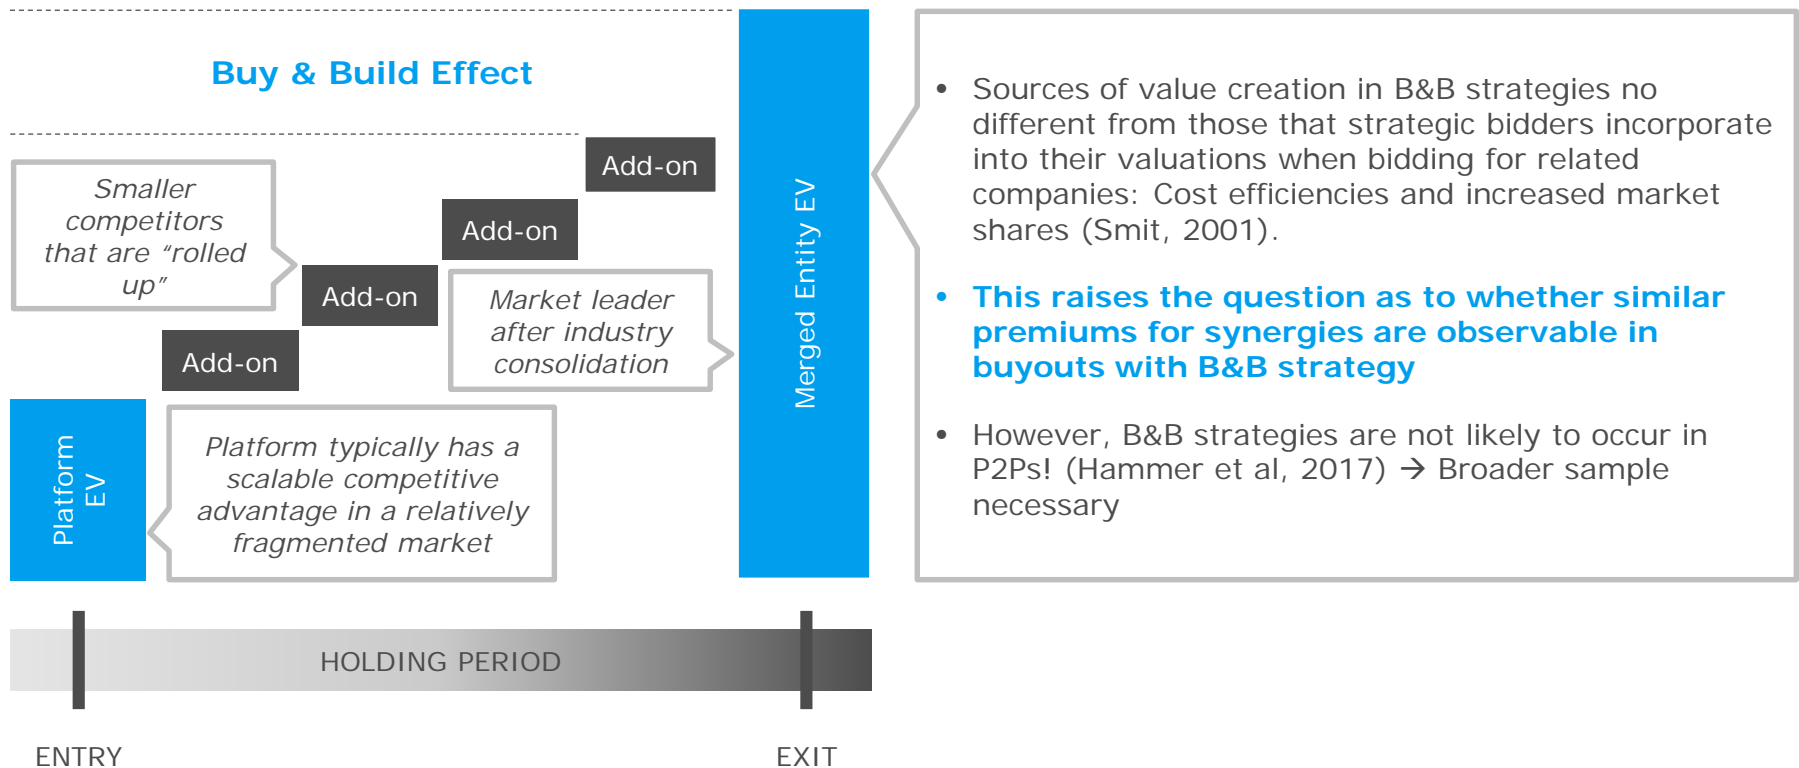 Buy & Build Effect
Add-on
Smaller
competitors
that are “rolled
up”
Add-on
Add-on
Market leader
after industry
consolidation
Add-on
Platform
EV
Platform typically has a
scalable competitive
advantage in a relatively
fragmented market
Merged Entity EV
• Sources of value creation in B&B strategies no
different from those that strategic bidders incorporate
into their valuations when bidding for related
companies: Cost efficiencies and increased market
shares (Smit, 2001).
• This raises the question as to whether similar
premiums for synergies are observable in
buyouts with B&B strategy
• However, B&B strategies are not likely to occur in
P2Ps! (Hammer et al, 2017) → Broader sample
necessary
HOLDING PERIOD
ENTRY
EXIT